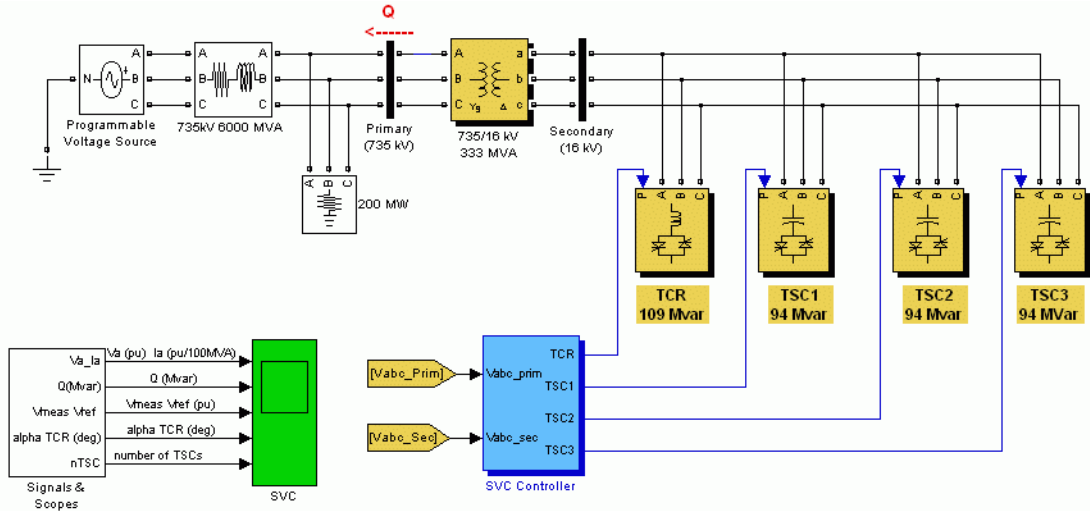 Q
<------
N
A
B
C
Programmable
Voltage Source
A
B
C
A
B
C
735kV 6000 MVA
A B C
200 MW
Primary
(735 kV)
A
B
C
Yg
Δ
a
b
c
735/16 kV
333 MVA
Secondary
(16 kV)
P A B C
TCR
109 Mvar
P A B C
TSC1
94 Mvar
P A B C
TSC2
94 Mvar
P A B C
TSC3
94 MVar
Va_Ia
Q(Mvar)
Vmeas Vref
alpha TCR (deg)
nTSC
Signals &
Scopes
Va (pu) Ia (pu/100MVA)
Q (Mvar)
Vmeas Vref (pu)
alpha TCR (deg)
number of TSCs
SVC
[Vabc_Prim]
[Vabc_Sec]
Vabc_prim
Vabc_sec
TCR
TSC1
TSC2
TSC3
SVC Controller